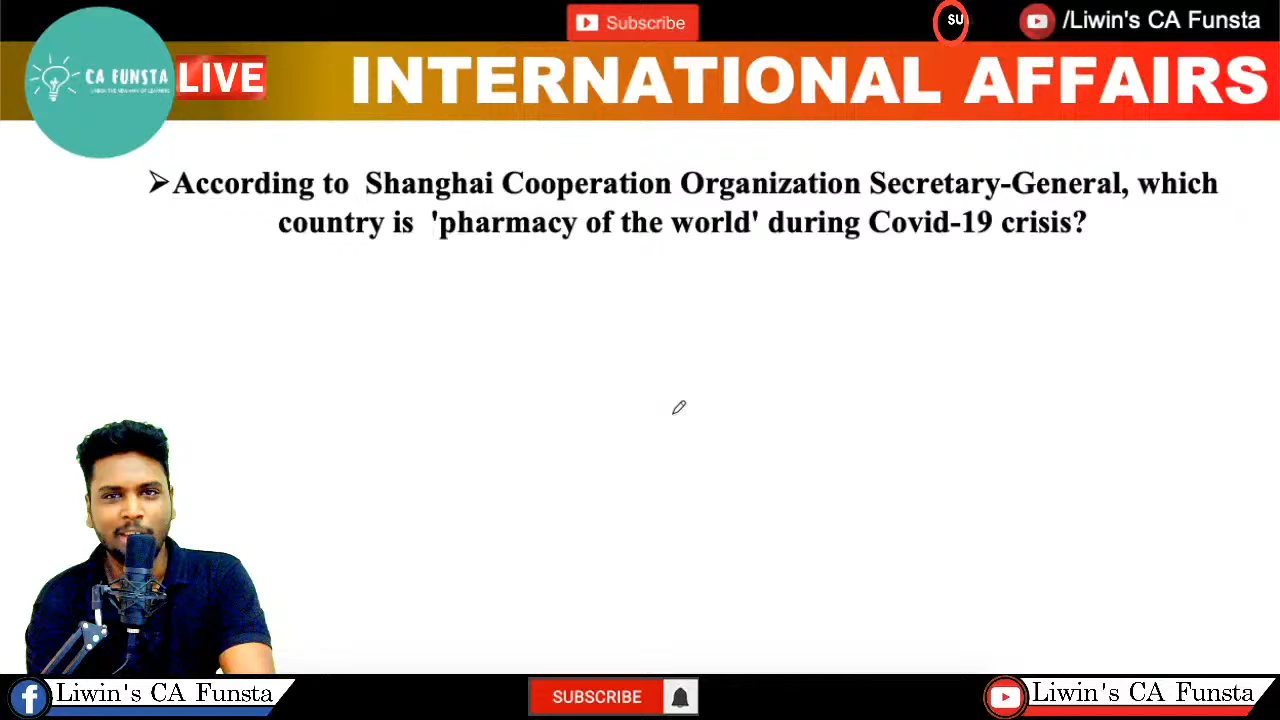 Subscribe
SU
/Liwin's CA Funsta
CA FUNSTA
LIVE
INTERNATIONAL AFFAIRS
➢According to Shanghai Cooperation Organization Secretary-General, which
country is 'pharmacy of the world' during Covid-19 crisis?
Liwin's CA Funsta
SUBSCRIBE
Liwin's CA Funsta